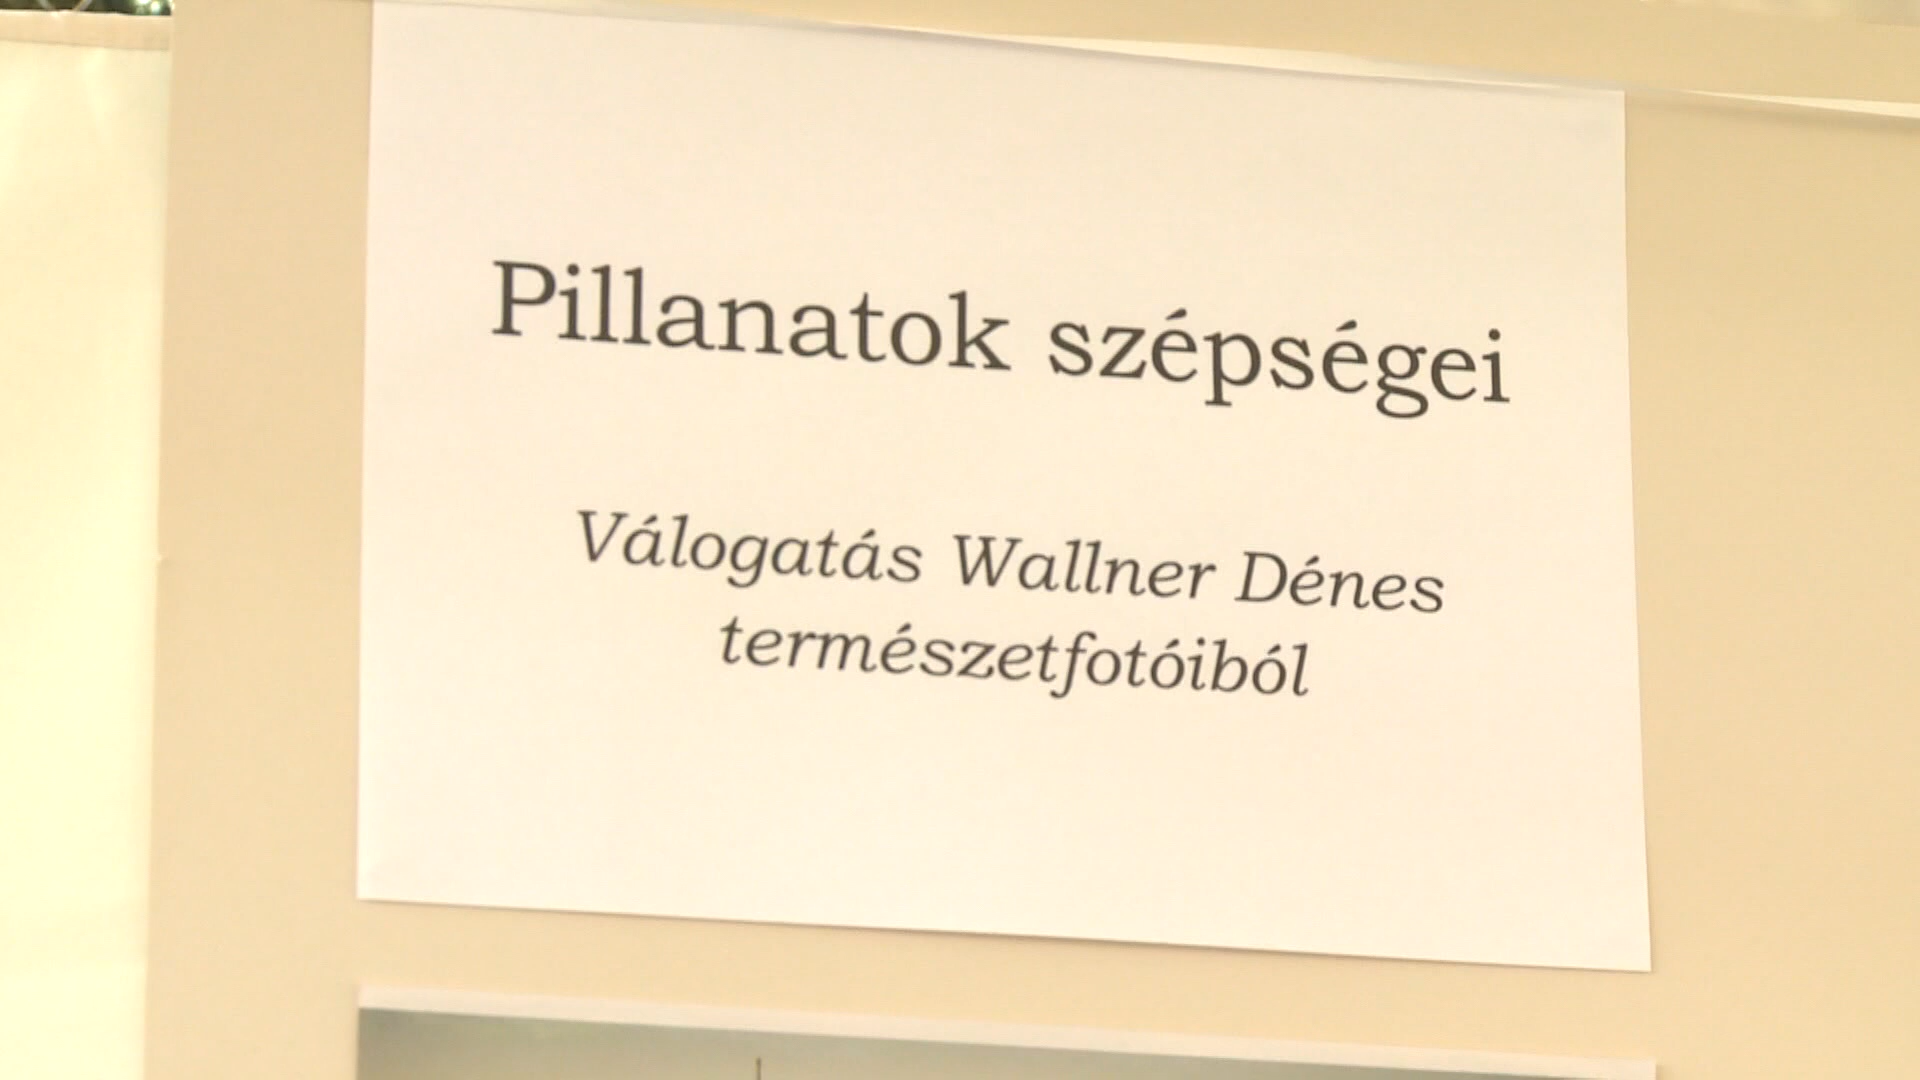 Pillanatok szépségei
Válogatás Wallner Dénes
természetfotóiból